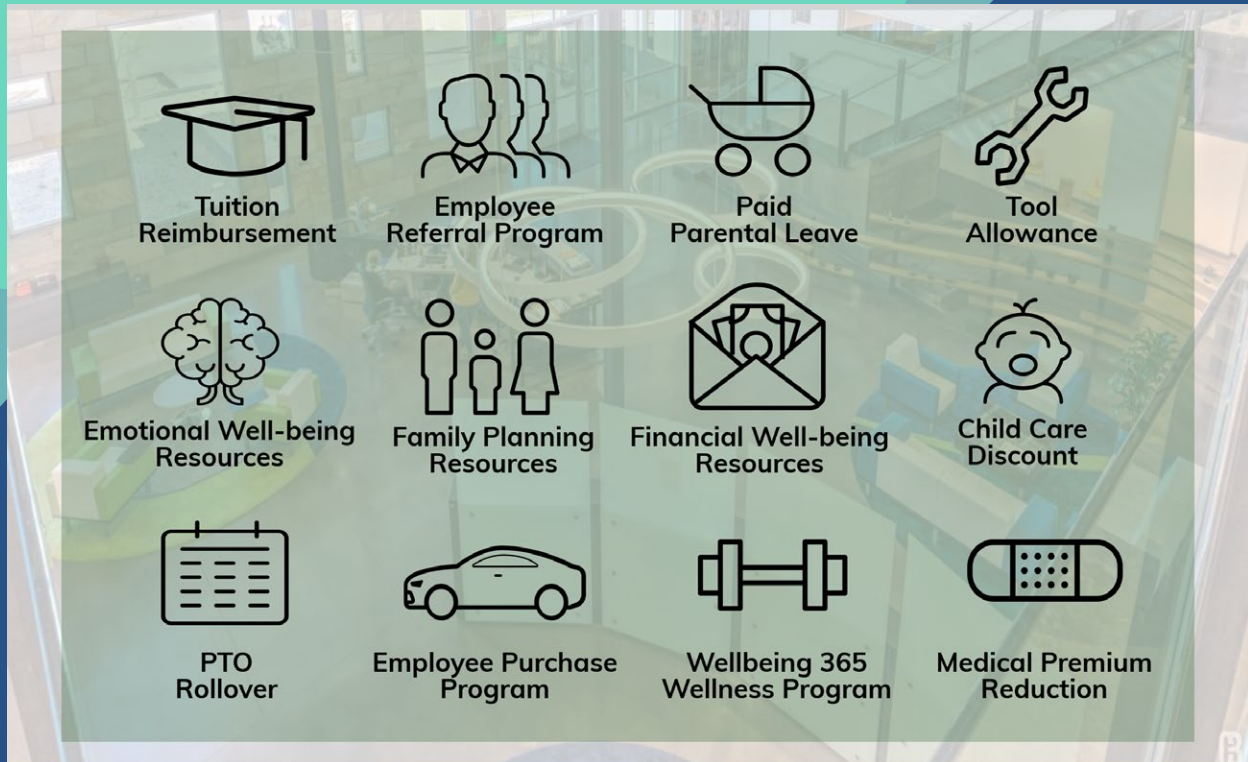 Tuition
Reimbursement
Employee
Referral Program
Paid
Parental Leave
Tool
Allowance
Emotional Well-being
Resources
Family Planning
Resources
Financial Well-being
Resources
Child Care
Discount
PTO
Rollover
Employee Purchase
Program
Wellbeing 365
Wellness Program
Medical Premium
Reduction